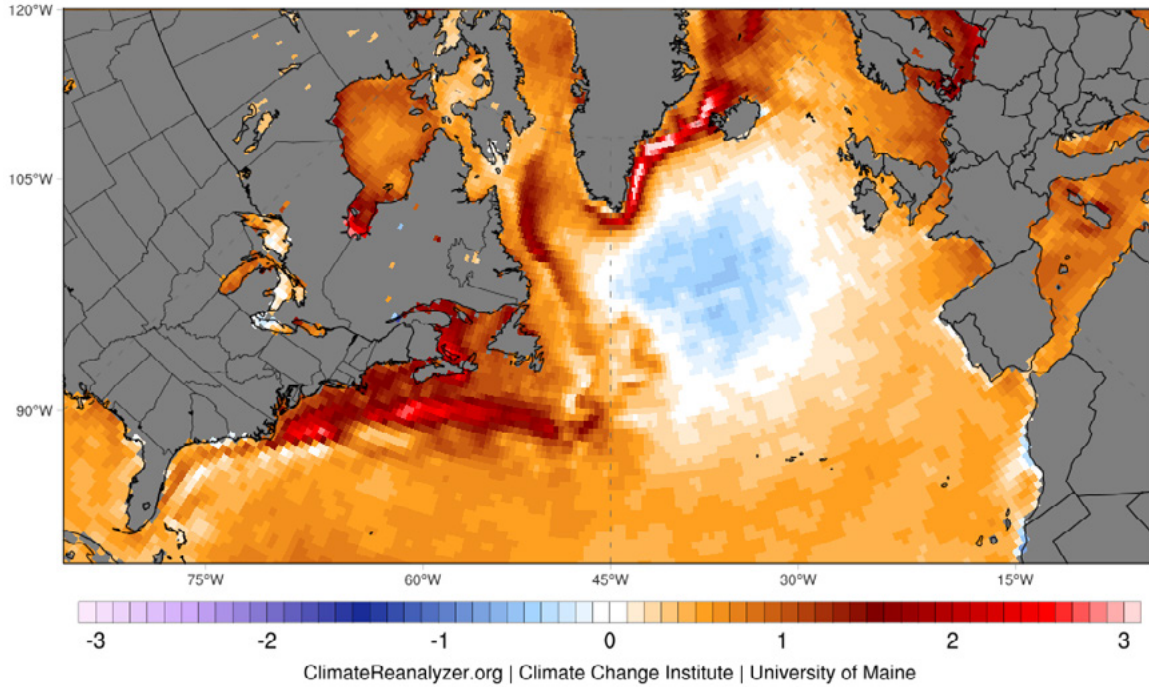 120°W
105°W
90°W
75°W 60°W 45°W 30°W 15°W
-3 -2 -1 0 1 2 3
ClimateReanalyzer.org | Climate Change Institute | University of Maine